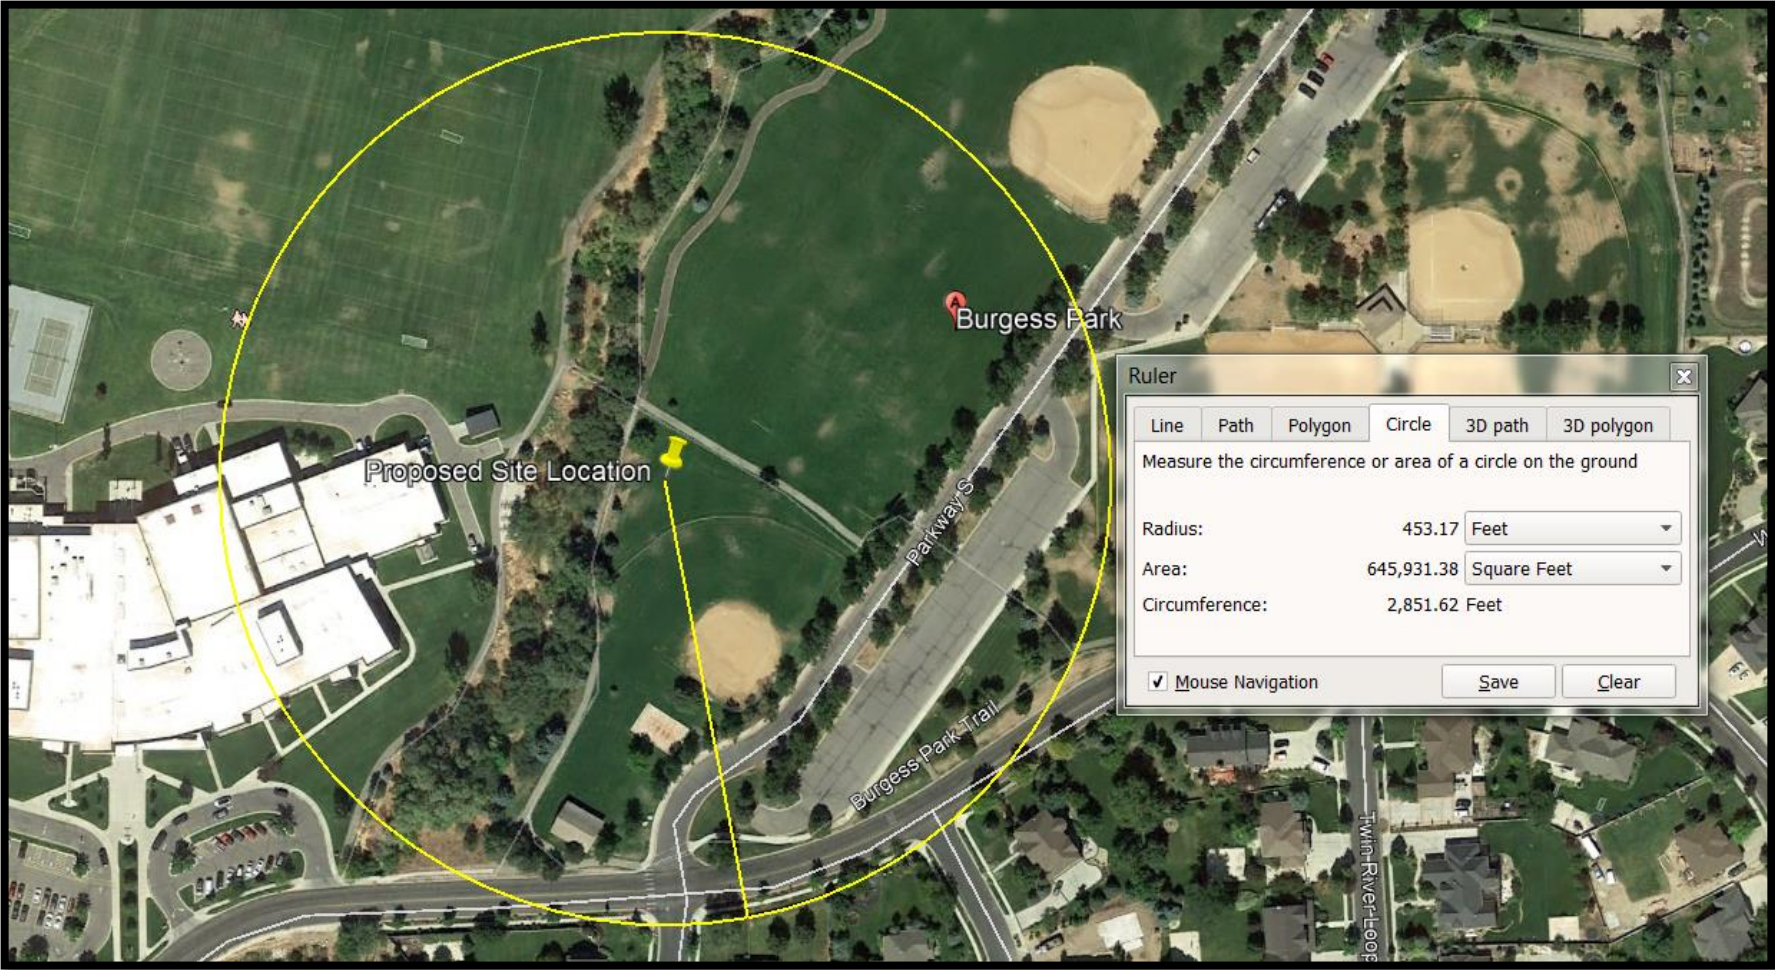 A
Burgess Park
Proposed Site Location
Parkway S
Burgess Park Trail
Twin River Loop
Ruler
Line Path Polygon Circle 3D path 3D polygon
Measure the circumference or area of a circle on the ground
Radius: 453.17 Feet
Area: 645,931.38 Square Feet
Circumference: 2,851.62 Feet
Mouse Navigation Save Clear